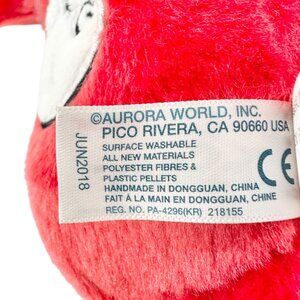 ©AURORA WORLD, INC.
PICO RIVERA, CA 90660 USA
JUN2018
SURFACE WASHABLE
ALL NEW MATERIALS
POLYESTER FIBRES &
PLASTIC PELLETS
CE
HANDMADE IN DONGGUAN, CHINA
FAIT À LA MAIN EN DONGGUAN, CHINE
REG. NO. PA-4296(KR) 218155